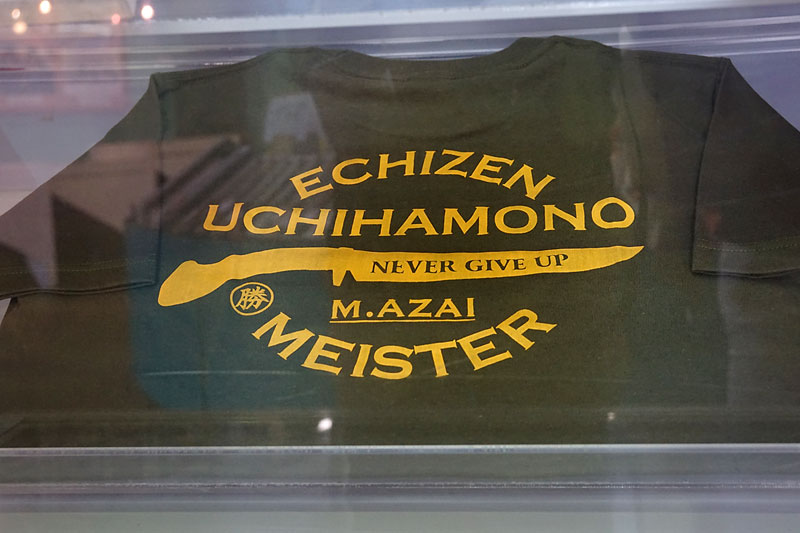 ECHIZEN
UCHIHAMONO
NEVER GIVE UP
勝
M.AZAI
MEISTER